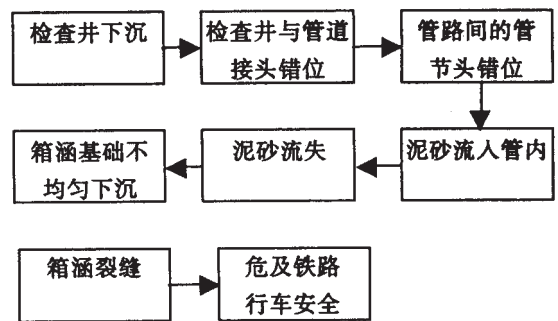 检查井下沉
检查井与管道
接头错位
管路间的管
节头错位
泥砂流入管内
泥砂流失
箱涵基础不
均匀下沉
箱涵裂缝
危及铁路
行车安全